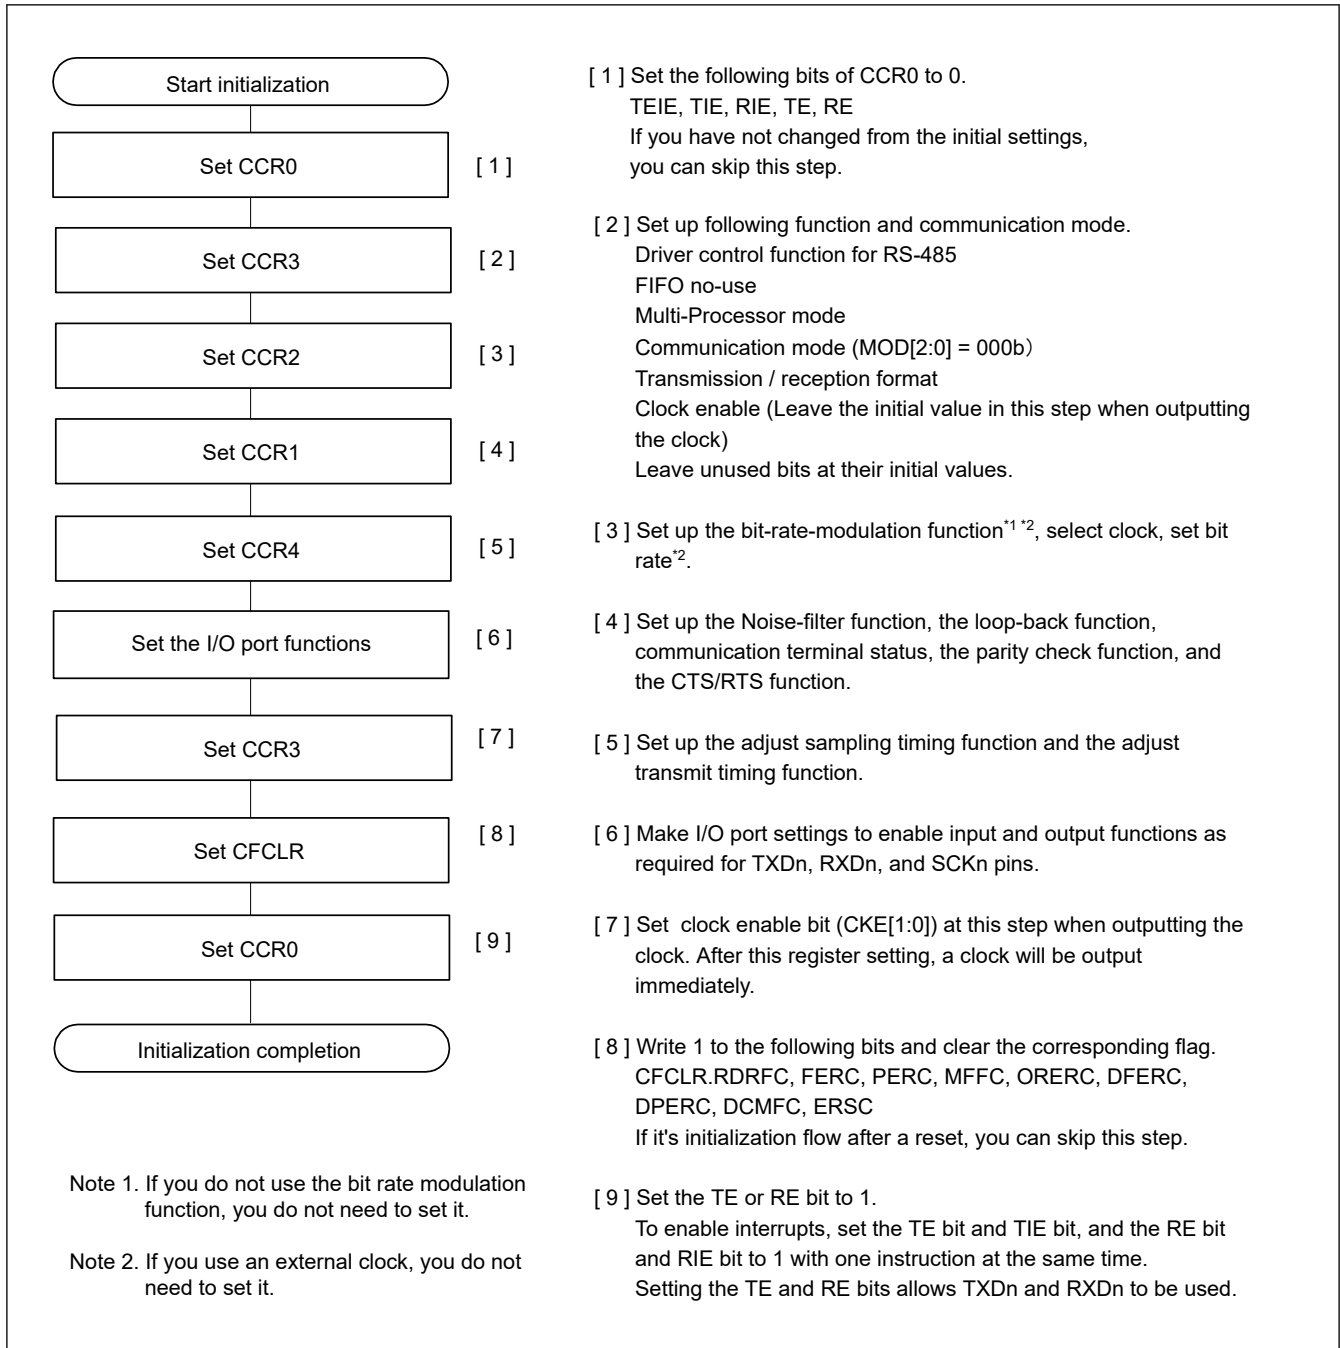 Start initialization
Set CCR0
[ 1 ]
Set CCR3
[ 2 ]
Set CCR2
[ 3 ]
Set CCR1
[ 4 ]
Set CCR4
[ 5 ]
Set the I/O port functions
[ 6 ]
Set CCR3
[ 7 ]
Set CFCLR
[ 8 ]
Set CCR0
[ 9 ]
Initialization completion
Note 1. If you do not use the bit rate modulation
function, you do not need to set it.
Note 2. If you use an external clock, you do not
need to set it.
[ 1 ] Set the following bits of CCR0 to 0.
TEIE, TIE, RIE, TE, RE
If you have not changed from the initial settings,
you can skip this step.
[ 2 ] Set up following function and communication mode.
Driver control function for RS-485
FIFO no-use
Multi-Processor mode
Communication mode (MOD[2:0] = 000b）
Transmission / reception format
Clock enable (Leave the initial value in this step when outputting
the clock)
Leave unused bits at their initial values.
[ 3 ] Set up the bit-rate-modulation function*1 *2, select clock, set bit
rate*2.
[ 4 ] Set up the Noise-filter function, the loop-back function,
communication terminal status, the parity check function, and
the CTS/RTS function.
[ 5 ] Set up the adjust sampling timing function and the adjust
transmit timing function.
[ 6 ] Make I/O port settings to enable input and output functions as
required for TXDn, RXDn, and SCKn pins.
[ 7 ] Set clock enable bit (CKE[1:0]) at this step when outputting the
clock. After this register setting, a clock will be output
immediately.
[ 8 ] Write 1 to the following bits and clear the corresponding flag.
CFCLR.RDRFC, FERC, PERC, MFFC, ORERC, DFERC,
DPERC, DCMFC, ERSC
If it's initialization flow after a reset, you can skip this step.
[ 9 ] Set the TE or RE bit to 1.
To enable interrupts, set the TE bit and TIE bit, and the RE bit
and RIE bit to 1 with one instruction at the same time.
Setting the TE and RE bits allows TXDn and RXDn to be used.